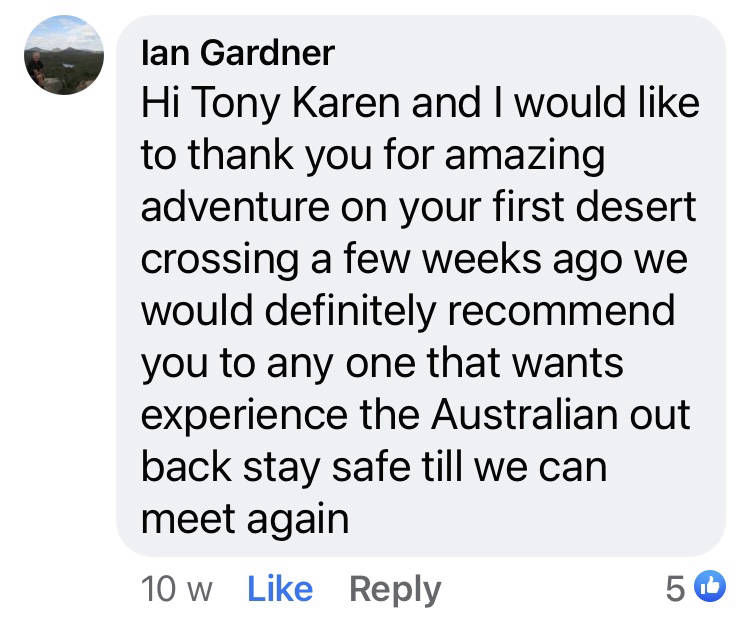 Ian Gardner
Hi Tony Karen and I would like
to thank you for amazing
adventure on your first desert
crossing a few weeks ago we
would definitely recommend
you to any one that wants
experience the Australian out
back stay safe till we can
meet again
10 w Like Reply 5